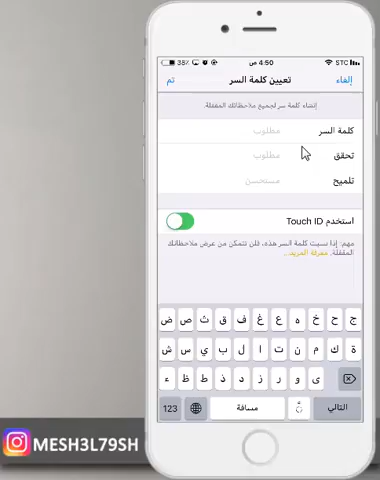 STC 4:50 ص 38٪
إلغاء تعيين كلمة السر تم
إنشاء كلمة سر لجميع ملاحظاتك المقفلة.
كلمة السر مطلوب
تحقق مطلوب
تلميح مستحسن
استخدم Touch ID
مهم: إذا نسيت كلمة السر هذه، فلن تتمكن من عرض ملاحظاتك
المقفلة. معرفة المزيد...
ج ح خ ه ع غ ف ق ث ص ض
ة ك م ن ت ا ل ب ي س ش
ى و ر ز د ذ ط ظ ء
التالي مسافة 123
MESH3L79SH